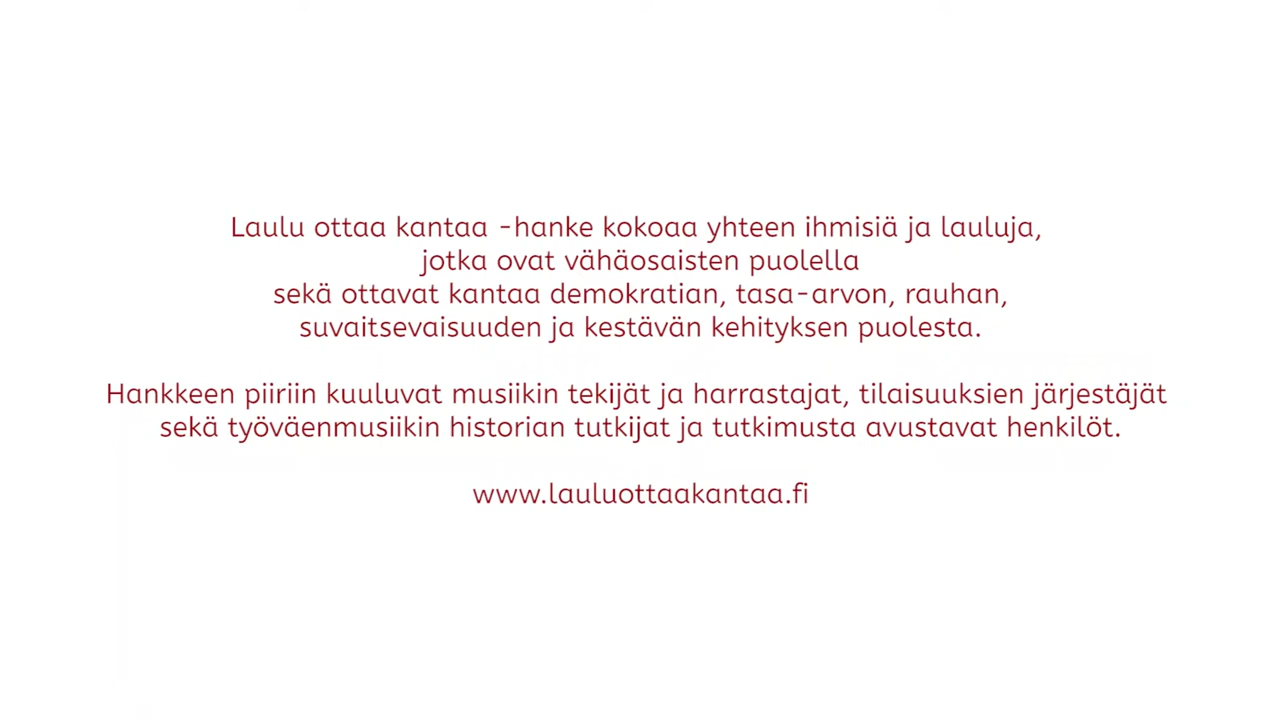 Laulu ottaa kantaa -hanke kokoaa yhteen ihmisiä ja lauluja,
jotka ovat vähäosaisten puolella
sekä ottavat kantaa demokratian, tasa-arvon, rauhan,
suvaitsevaisuuden ja kestävän kehityksen puolesta.
Hankkeen piiriin kuuluvat musiikin tekijät ja harrastajat, tilaisuuksien järjestäjät
sekä työväenmusiikin historian tutkijat ja tutkimusta avustavat henkilöt.
www.lauluottaakantaa.fi